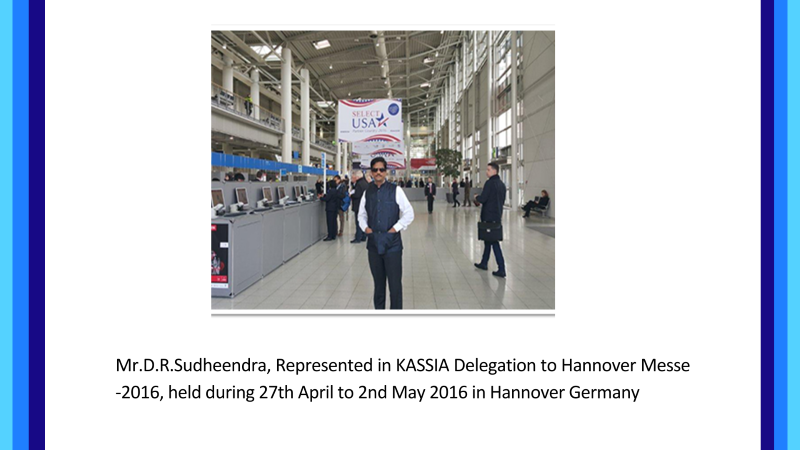 SELECT
USA
Mr.D.R.Sudheendra, Represented in KASSIA Delegation to Hannover Messe
-2016, held during 27th April to 2nd May 2016 in Hannover Germany